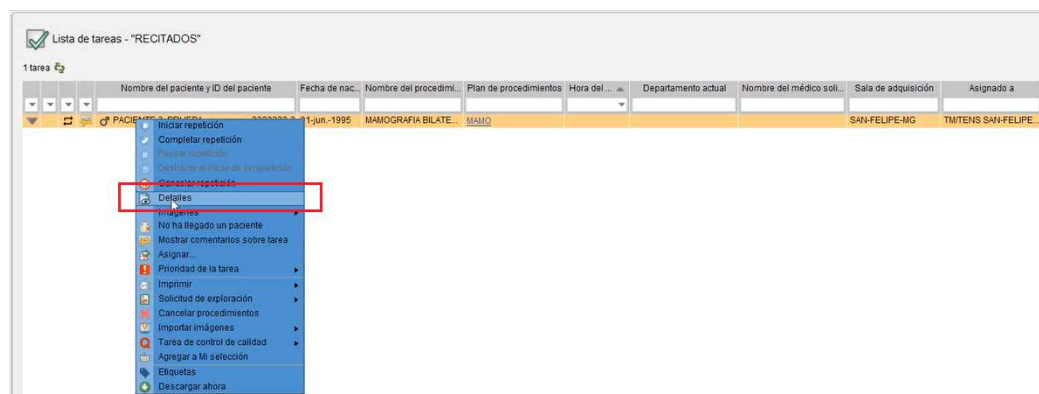 Lista de tareas - "RECITADOS"
1 tarea
Nombre del paciente y ID del paciente Fecha de nac... Nombre del procedimi... Plan de procedimientos Hora del ... Departamento actual Nombre del médico soli... Sala de adquisición Asignado a
PACIENTE 01-jun.-1995 MAMOGRAFIA BILATE... MAMO SAN-FELIPE-MG TM/TENS SAN-FELIPE...
Iniciar repetición
Completar repetición
Pausar repetición
Deshacer el inicio de la repetición
Cancelar repetición
Detalles
Imágenes
No ha llegado un paciente
Mostrar comentarios sobre tarea
Asignar...
Prioridad de la tarea
Imprimir
Solicitud de exploración
Cancelar procedimientos
Importar imágenes
Tarea de control de calidad
Agregar a Mi selección
Etiquetas
Descargar ahora